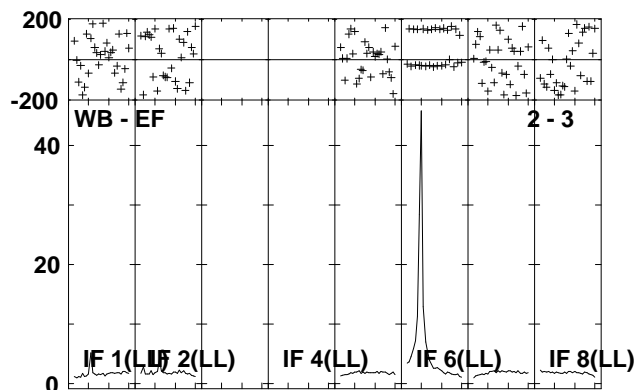 200
-200
WB - EF
2 - 3
40
20
IF 1(LL)
IF 2(LL)
IF 4(LL)
IF 6(LL)
IF 8(LL)
0